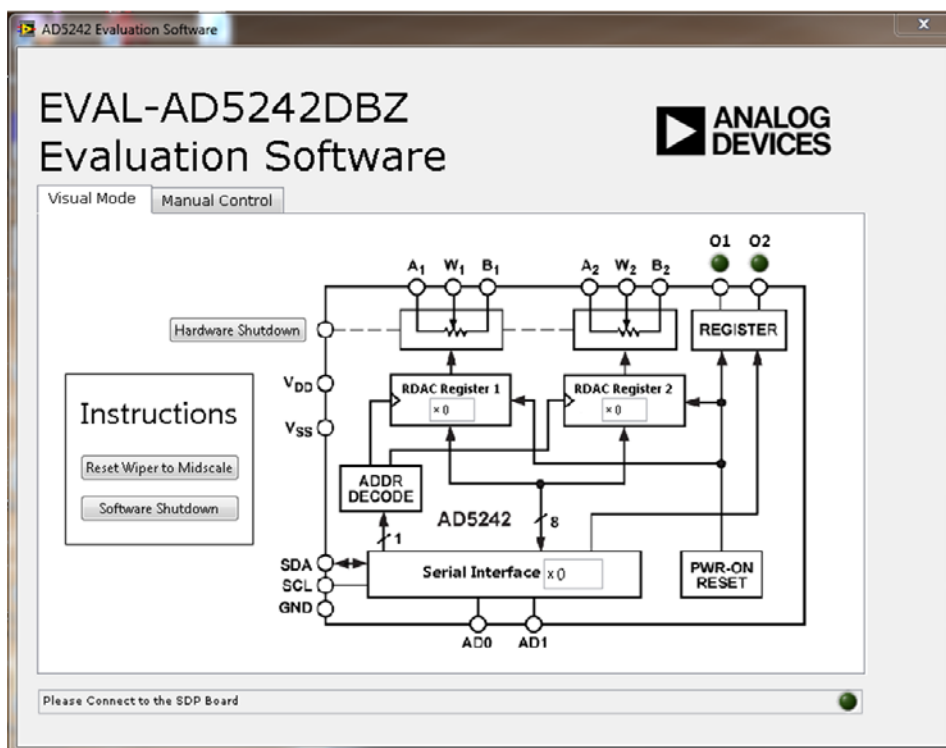 AD5242 Evaluation Software
x
EVAL-AD5242DBZ
Evaluation Software
ANALOG
DEVICES
Visual Mode
Manual Control
O1 O2
A1 W1 B1 A2 W2 B2
Hardware Shutdown
REGISTER
VDD
RDAC Register 1
x 0
RDAC Register 2
x 0
Instructions
VSS
Reset Wiper to Midscale
ADDR
DECODE
Software Shutdown
AD5242
8
1
SDA
Serial Interface x 0
PWR-ON
RESET
SCL
GND
AD0 AD1
Please Connect to the SDP Board